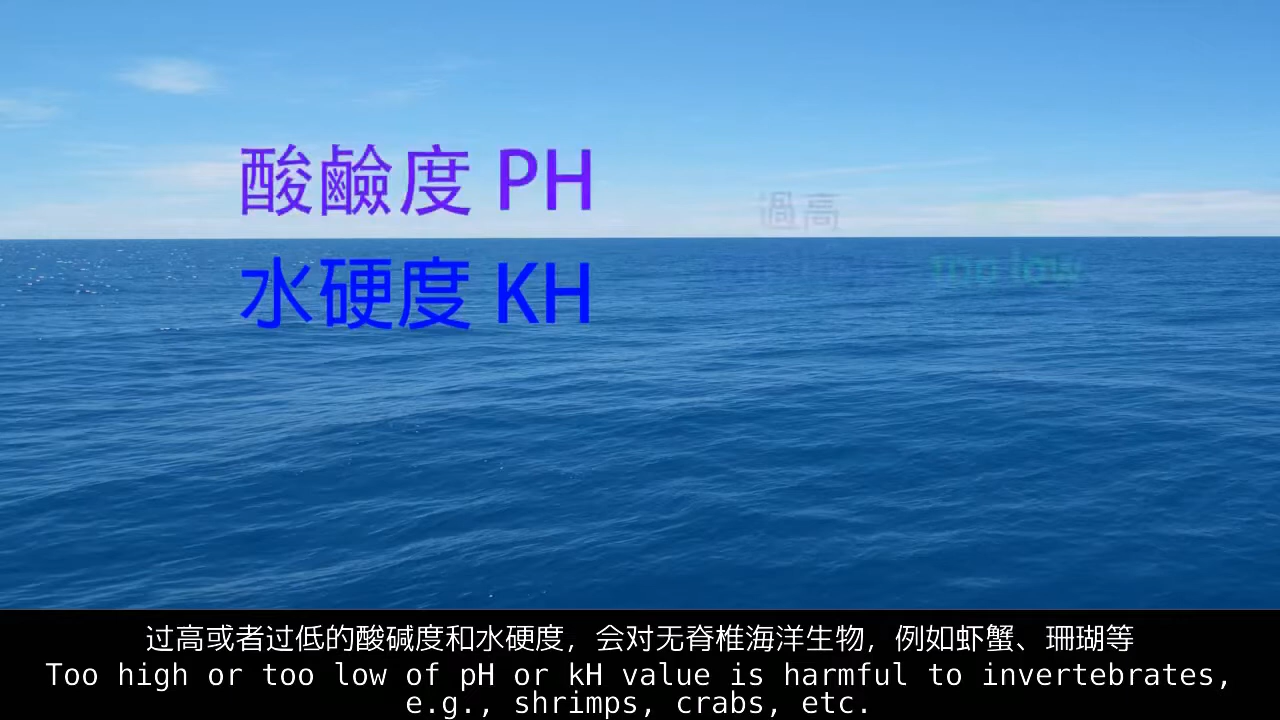 酸鹼度 PH
過高
水硬度 KH
too low
过高或者过低的酸碱度和水硬度，会对无脊椎海洋生物，例如虾蟹、珊瑚等
Too high or too low of pH or kH value is harmful to invertebrates,
e.g., shrimps, crabs, etc.